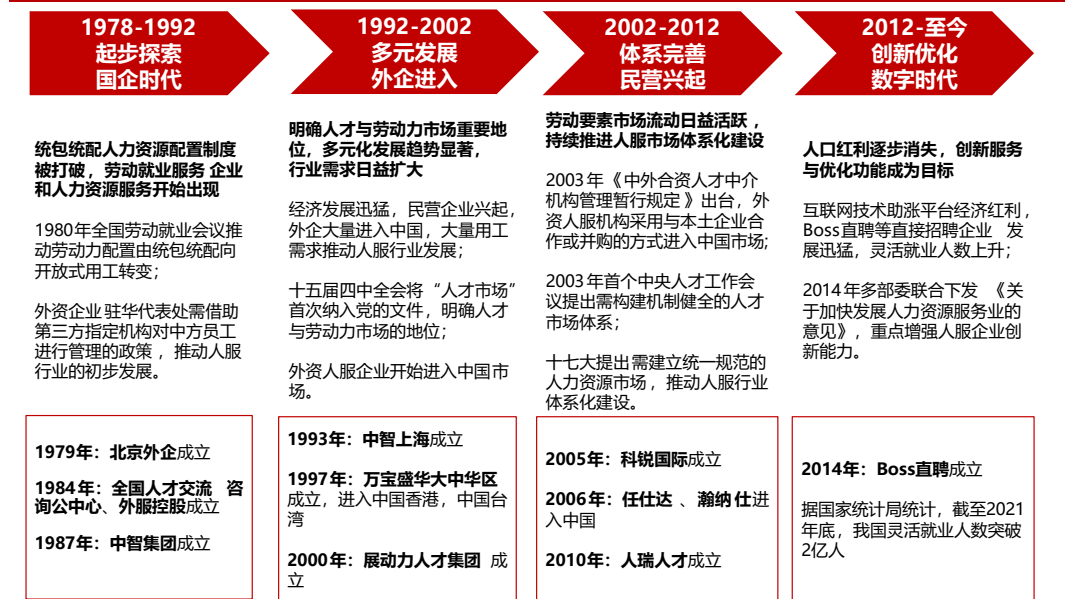 1978-1992
起步探索
国企时代
统包统配人力资源配置制度
被打破，劳动就业服务 企业
和人力资源服务开始出现
1980年全国劳动就业会议推
动劳动力配置由统包统配向
开放式用工转变；
外资企业 驻华代表处需借助
第三方指定机构对中方员工
进行管理的政策 ，推动人服
行业的初步发展。
1979年：北京外企成立
1984年：全国人才交流 咨
询公中心、外服控股成立
1987年：中智集团成立
1992-2002
多元发展
外企进入
明确人才与劳动力市场重要地
位，多元化发展趋势显著，
行业需求日益扩大
经济发展迅猛，民营企业兴起，
外企大量进入中国，大量用工
需求推动人服行业发展；
十五届四中全会将“人才市场”
首次纳入党的文件，明确人才
与劳动力市场的地位；
外资人服企业开始进入中国市
场。
1993年：中智上海成立
1997年：万宝盛华大中华区
成立，进入中国香港，中国台
湾
2000年：展动力人才集团 成
立
2002-2012
体系完善
民营兴起
劳动要素市场流动日益活跃 ，
持续推进人服市场体系化建设
2003年《中外合资人才中介
机构管理暂行规定 》出台，外
资人服机构采用与本土企业合
作或并购的方式进入中国市场;
2003年首个中央人才工作会
议提出需构建机制健全的人才
市场体系；
十七大提出需建立统一规范的
人力资源市场 ，推动人服行业
体系化建设。
2005年：科锐国际成立
2006年：任仕达 、瀚纳仕进
入中国
2010年：人瑞人才成立
2012-至今
创新优化
数字时代
人口红利逐步消失，创新服务
与优化功能成为目标
互联网技术助涨平台经济红利，
Boss直聘等直接招聘企业 发
展迅猛，灵活就业人数上升；
2014年多部委联合下发 《关
于加快发展人力资源服务业的
意见》，重点增强人服企业创
新能力。
2014年：Boss直聘成立
据国家统计局统计，截至2021
年底，我国灵活就业人数突破
2亿人